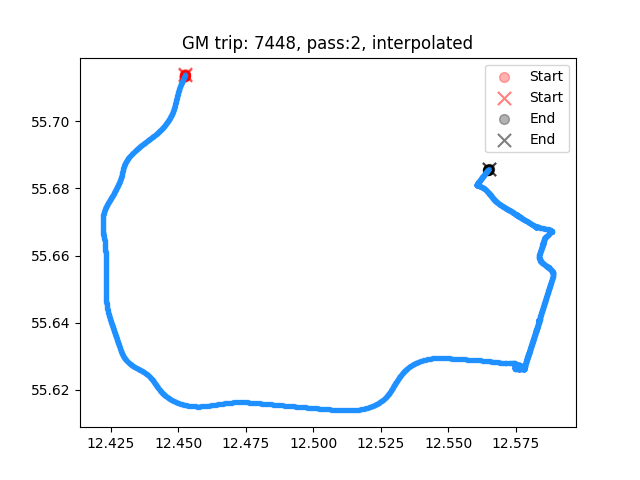 GM trip: 7448, pass:2, interpolated
Start
Start
End
End
55.70
55.68
55.66
55.64
55.62
12.425 12.450 12.475 12.500 12.525 12.550 12.575